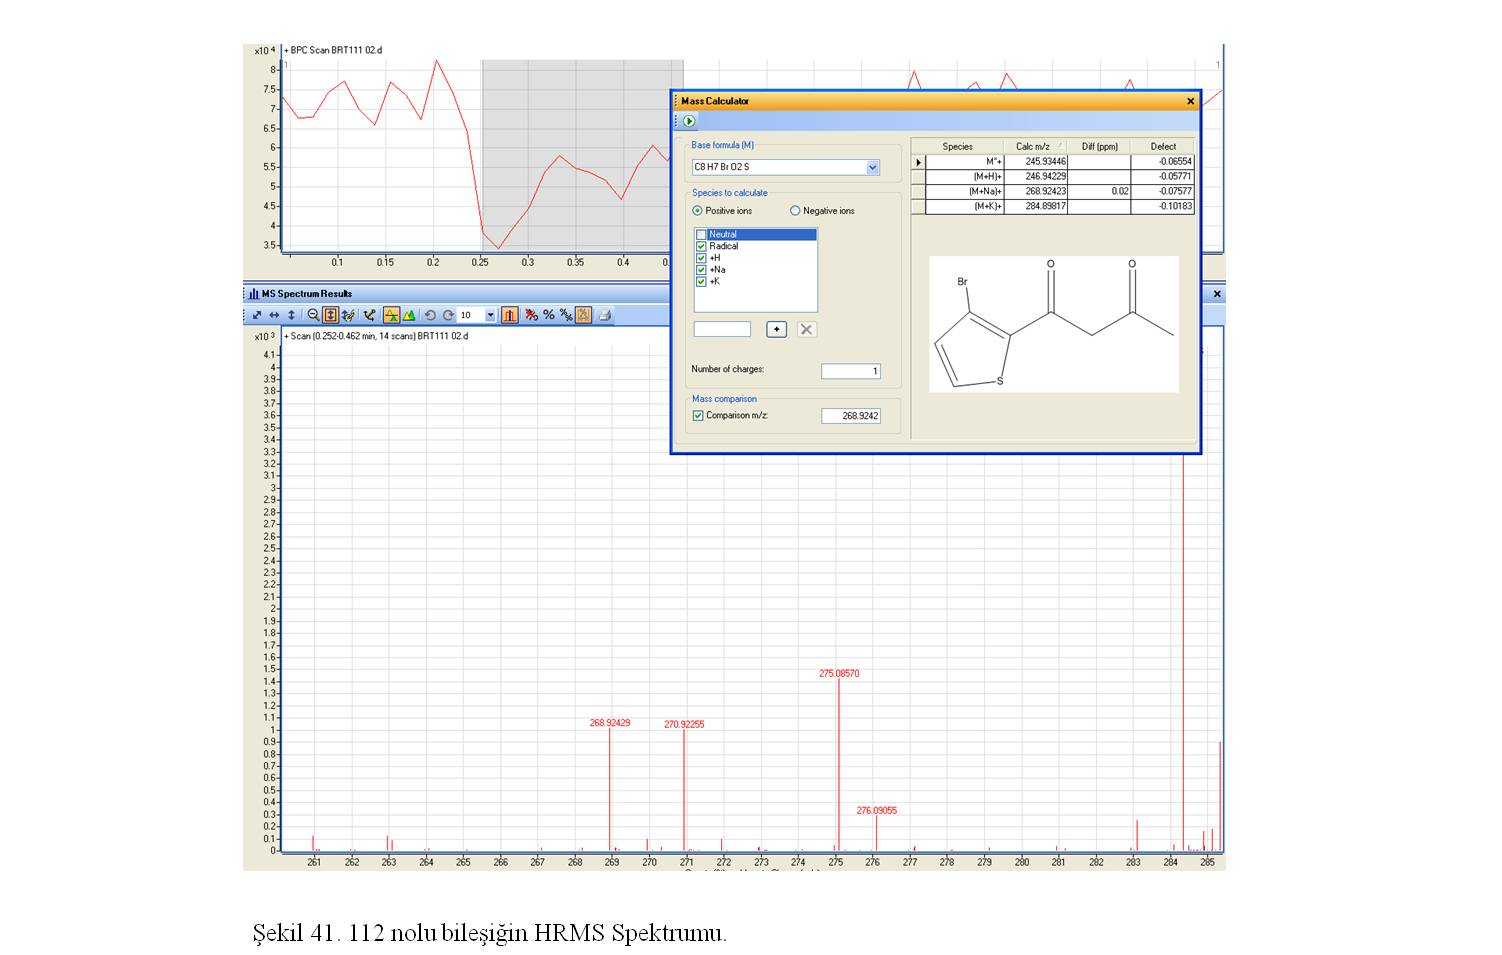 x10 4
+ BPC Scan BRT111 02.d
1
1
8
7.5
7
6.5
6
5.5
5
4.5
4
3.5
0.1 0.15 0.2 0.25 0.3 0.35 0.4
Mass Calculator
Base formula (M)
C8 H7 Br O2 S
Species to calculate
Positive ions Negative ions
Neutral
Radical
+H
+Na
+K
Number of charges: 1
Mass comparison
Comparison m/z: 268.9242
Species Calc m/z Diff (ppm) Defect
M*+ 245.93446 -0.06554
(M+H)+ 246.94229 -0.05771
(M+Na)+ 268.92423 0.02 -0.07577
(M+K)+ 284.89817 -0.10183
O O
Br
S
MS Spectrum Results
10
x10 3
+ Scan (0.252-0.462 min, 14 scans) BRT111 02.d
4.1
4
3.9
3.8
3.7
3.6
3.5
3.4
3.3
3.2
3.1
3
2.9
2.8
2.7
2.6
2.5
2.4
2.3
2.2
2.1
2
1.9
1.8
1.7
1.6
1.5
1.4
1.3
1.2
1.1
1
0.9
0.8
0.7
0.6
0.5
0.4
0.3
0.2
0.1
0
275.08570
268.92429 270.92255
276.09055
261 262 263 264 265 266 267 268 269 270 271 272 273 274 275 276 277 278 279 280 281 282 283 284 285
Şekil 41. 112 nolu bileşiğin HRMS Spektrumu.